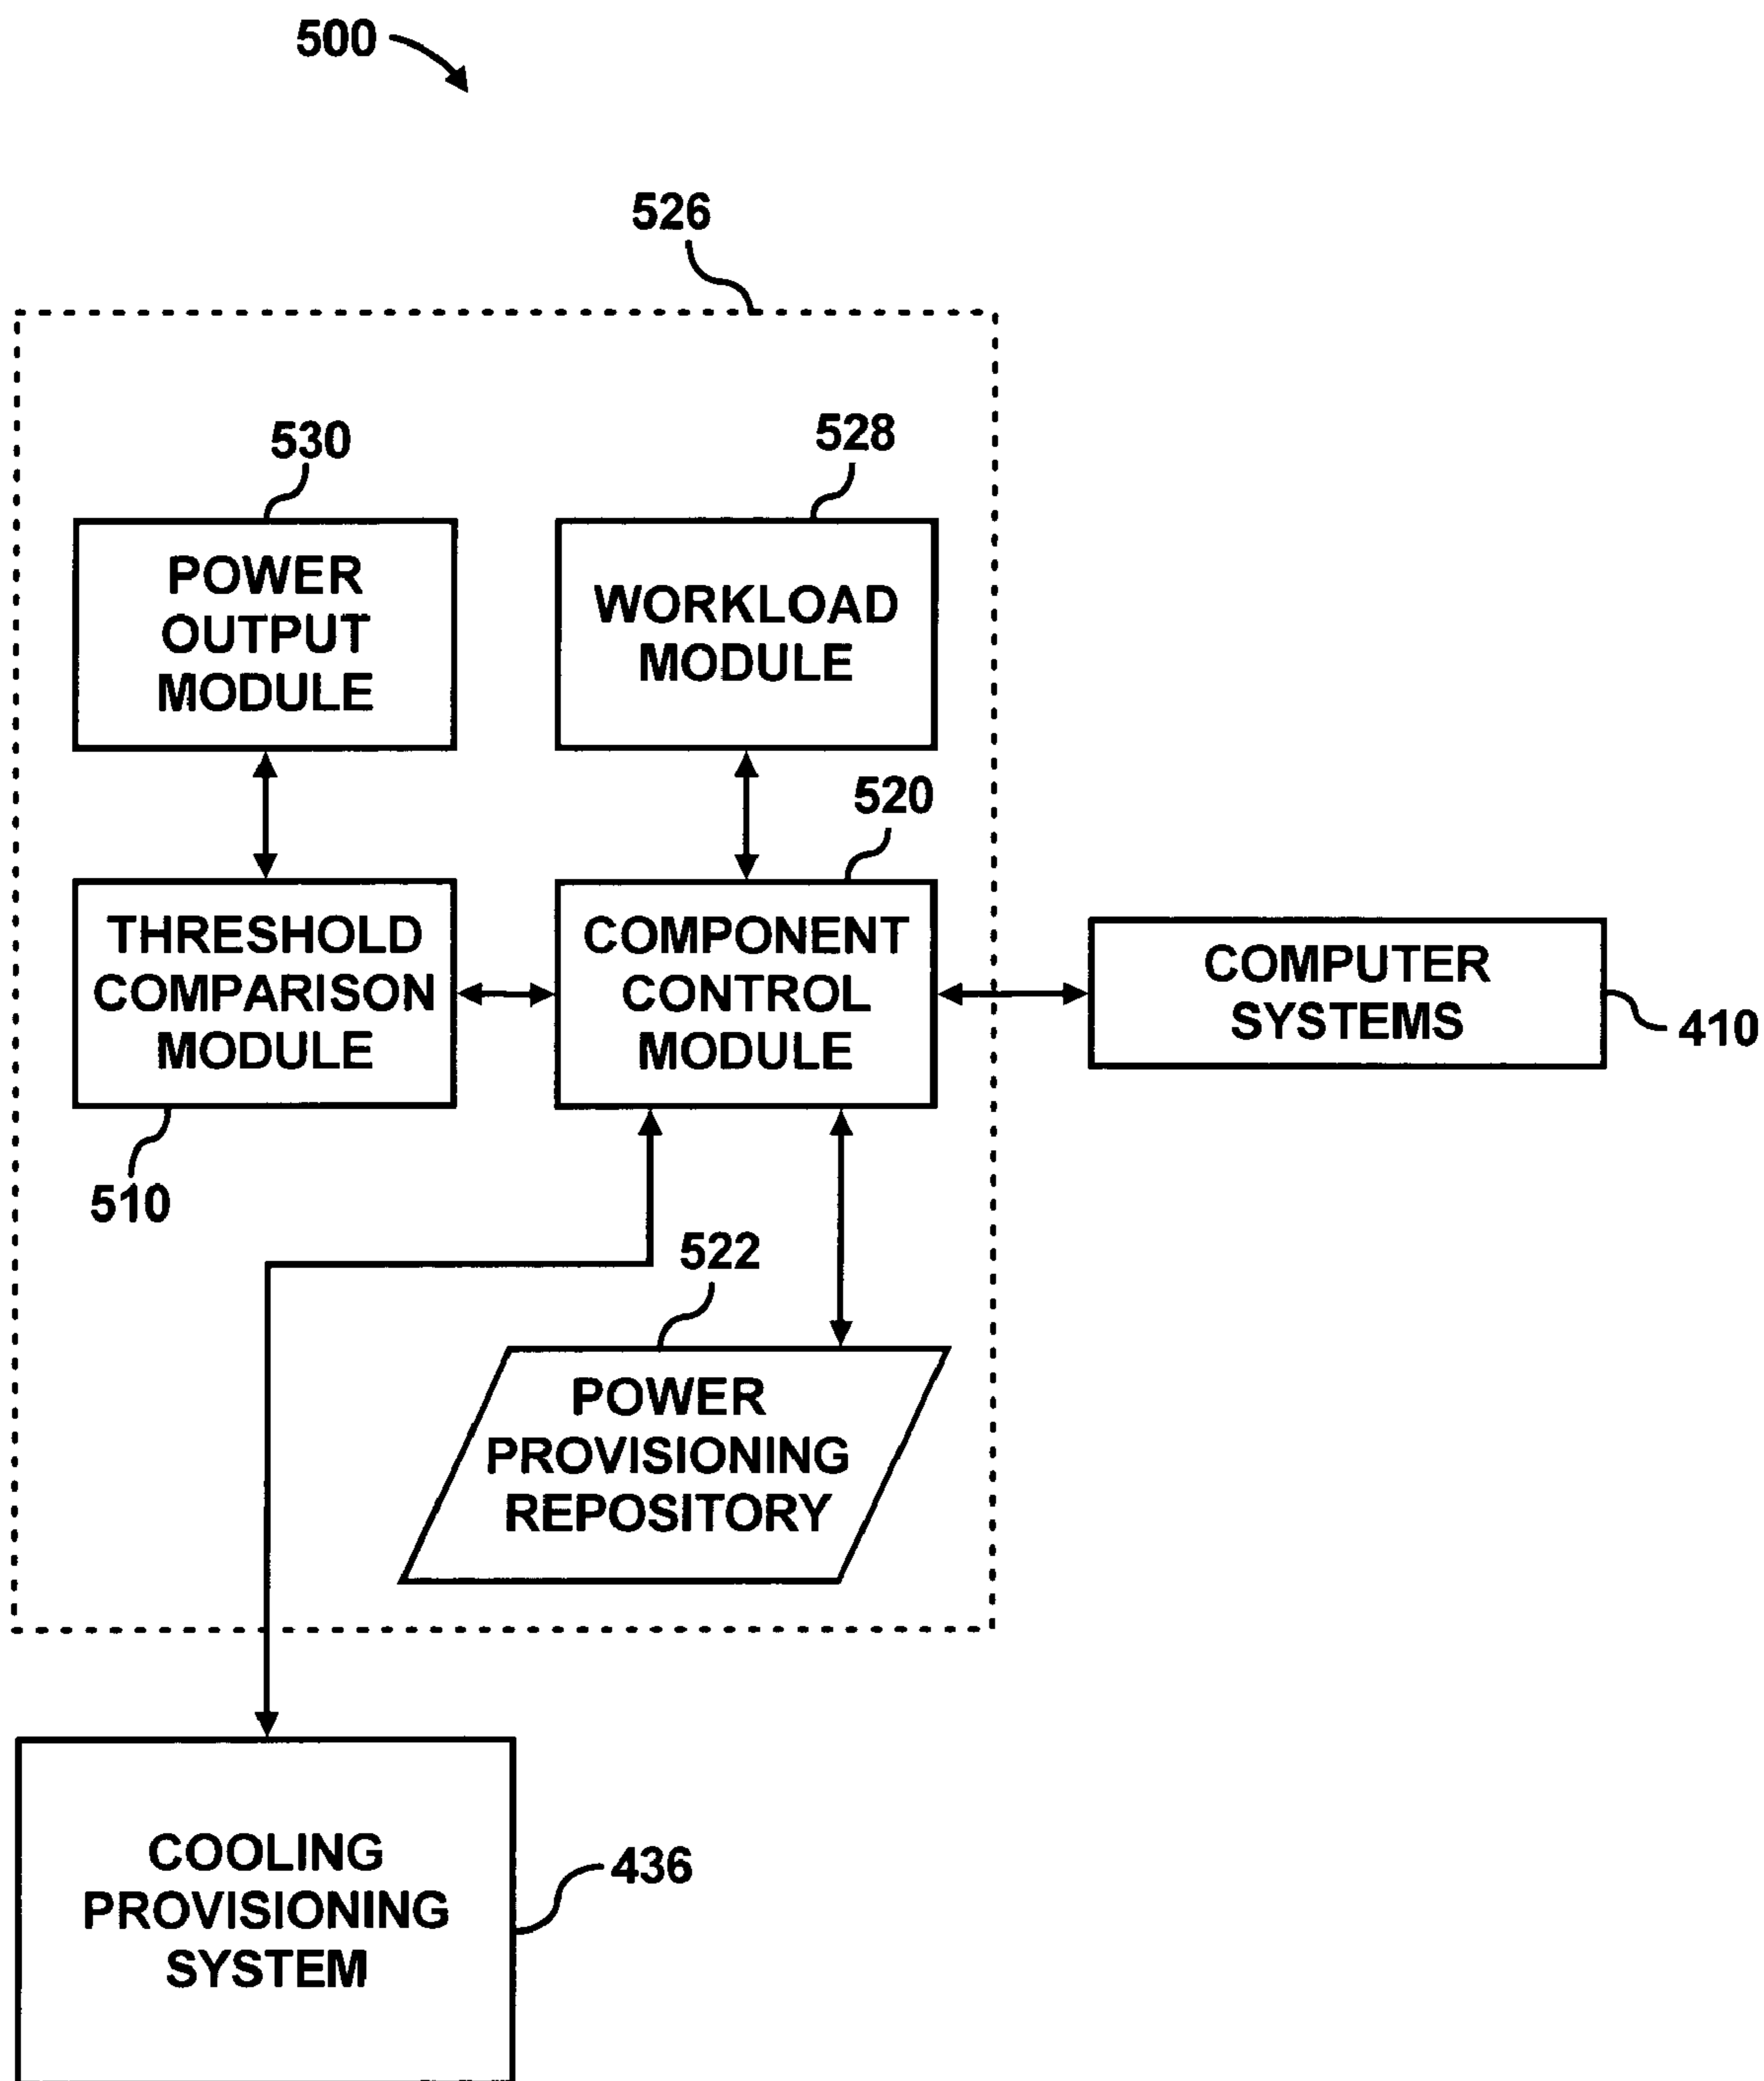 500
526
530
528
POWER
OUTPUT
MODULE
WORKLOAD
MODULE
520
THRESHOLD
COMPARISON
MODULE
COMPONENT
CONTROL
MODULE
COMPUTER
SYSTEMS
410
510
522
POWER
PROVISIONING
REPOSITORY
COOLING
PROVISIONING
SYSTEM
436